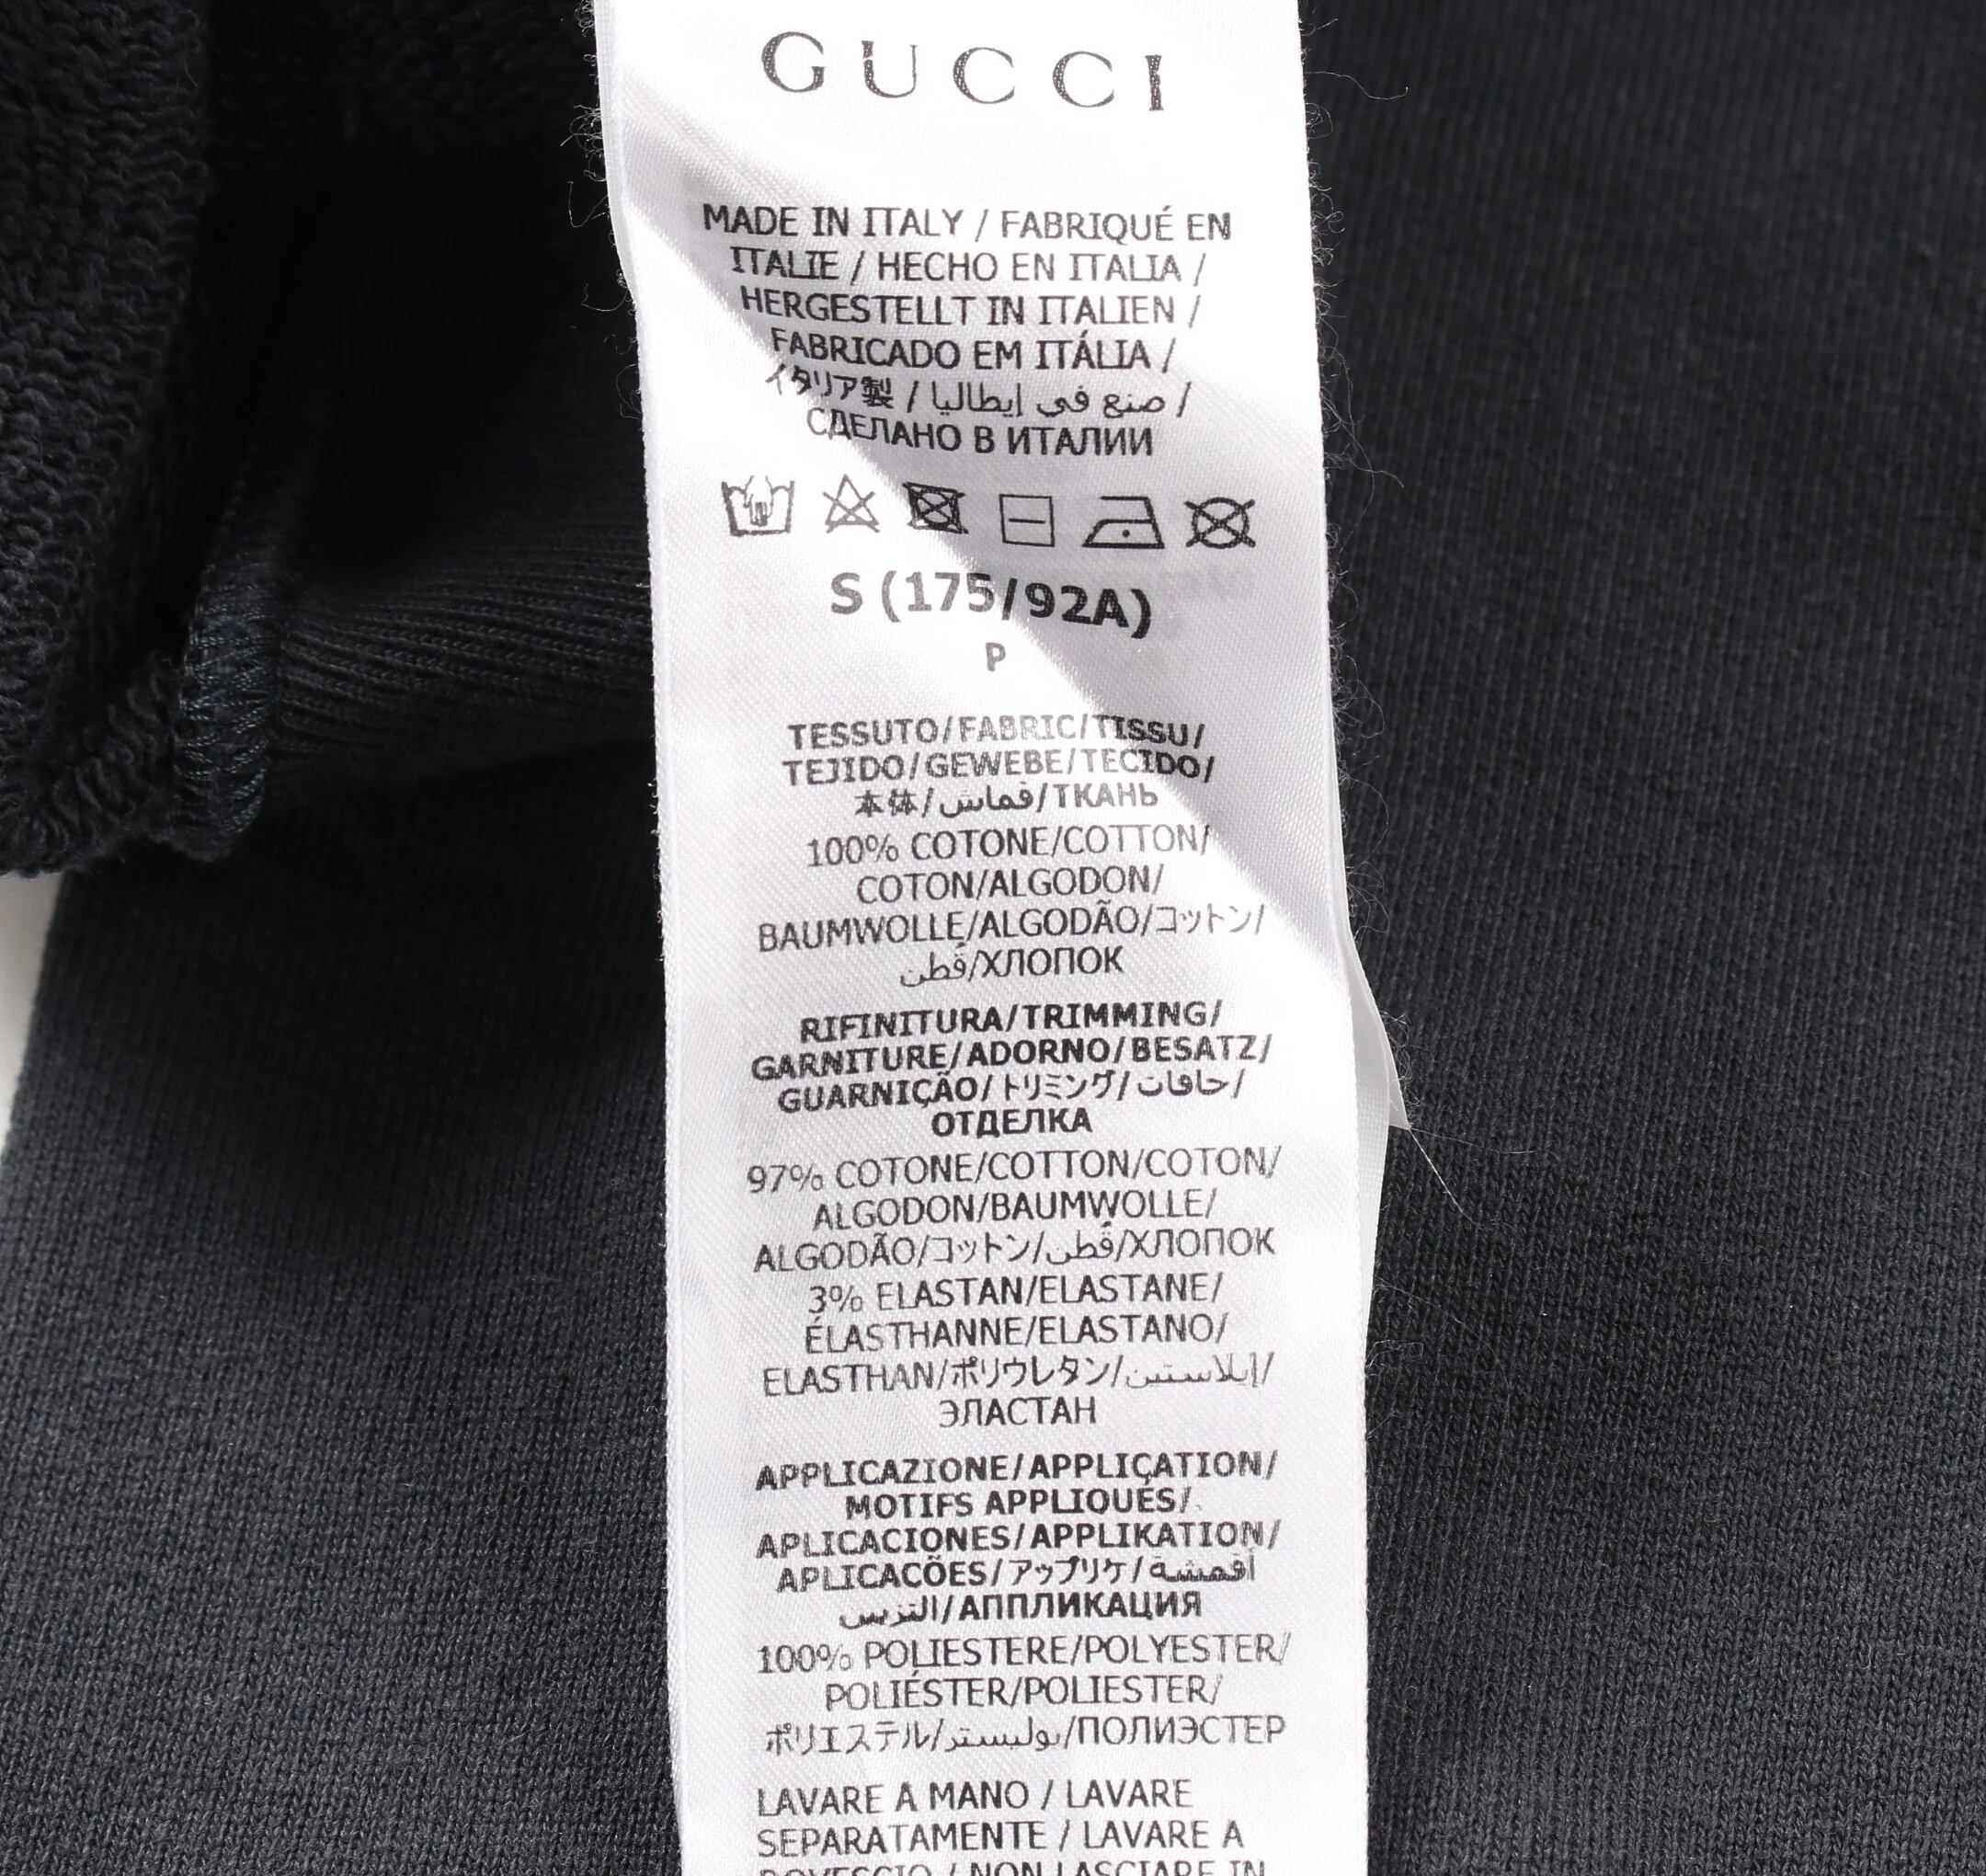 GUCCI
MADE IN ITALY / FABRIQUÉ EN
ITALIE / HECHO EN ITALIA /
HERGESTELLT IN ITALIEN /
FABRICADO EM ITÁLIA /
イタリア製 / صنع في إيطاليا /
СДЕЛАНО В ИТАЛИИ
S (175/92A)
P
TESSUTO/FABRIC/TISSU/
TEJIDO/GEWEBE/TECIDO/
本体/قماش/ТКАНЬ
100% COTONE/COTTON/
COTON/ALGODON/
BAUMWOLLE/ALGODÃO/コットン/
قطن/ХЛОПОК
RIFINITURA/TRIMMING/
GARNITURE/ADORNO/BESATZ/
GUARNIÇÃO/トリミング/حافات/
ОТДЕЛКА
97% COTONE/COTTON/COTON/
ALGODON/BAUMWOLLE/
ALGODÃO/コットン/قطن/ХЛОПОК
3% ELASTAN/ELASTANE/
ÉLASTHANNE/ELASTANO/
ELASTHAN/ポリウレタン/إيلاستين/
ЭЛАСТАН
APPLICAZIONE/APPLICATION/
MOTIFS APPLIQUÉS/
APLICACIONES/APPLIKATION/
APLICACÕES/アップリケ/أقمشة
التزيس/АППЛИКАЦИЯ
100% POLIESTERE/POLYESTER/
POLIÉSTER/POLIESTER/
ポリエステル/بوليستر/ПОЛИЭСТЕР
LAVARE A MANO / LAVARE
SEPARATAMENTE / LAVARE A
ROVESCIO / NON LASCIARE IN